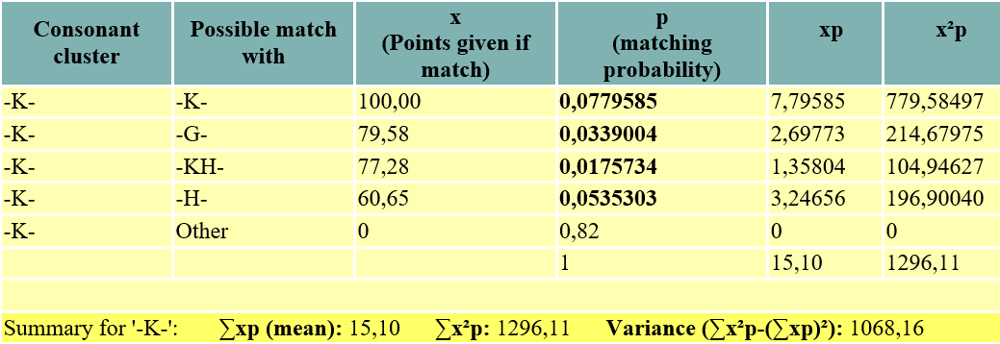 Consonant cluster | Possible match with | x (Points given if match) | p (matching probability) | xp | x²p
-K- | -K- | 100,00 | 0,0779585 | 7,79585 | 779,58497
-K- | -G- | 79,58 | 0,0339004 | 2,69773 | 214,67975
-K- | -KH- | 77,28 | 0,0175734 | 1,35804 | 104,94627
-K- | -H- | 60,65 | 0,0535303 | 3,24656 | 196,90040
-K- | Other | 0 | 0,82 | 0 | 0
1 | 15,10 | 1296,11
Summary for '-K-': ∑xp (mean): 15,10 ∑x²p: 1296,11 Variance (∑x²p-(∑xp)²): 1068,16